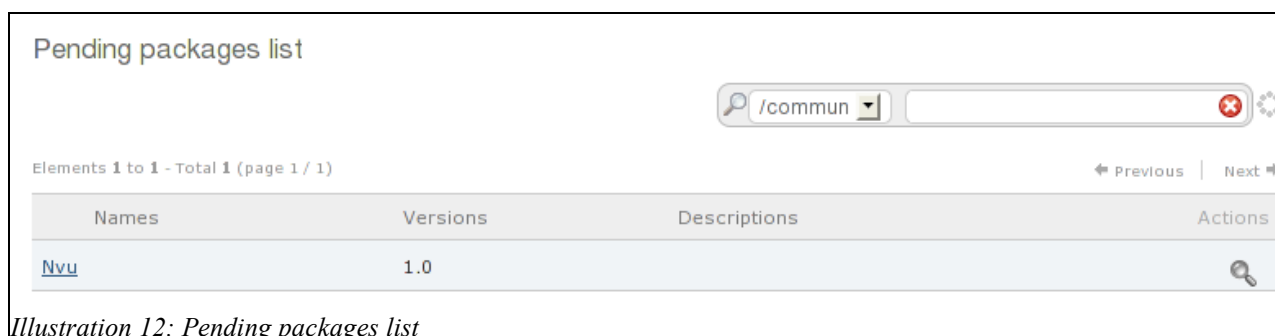 Pending packages list
/commun
Elements 1 to 1 - Total 1 (page 1 / 1)
Previous | Next
Names Versions Descriptions Actions
Nvu 1.0
Illustration 12: Pending packages list